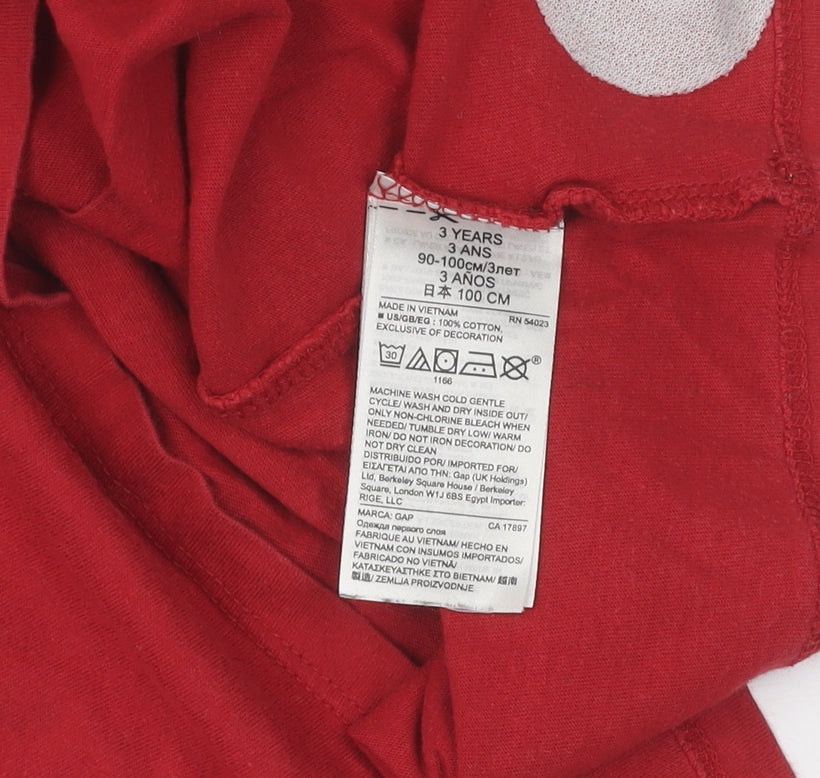 3 YEARS
3 ANS
90-100см/3лет
3 AÑOS
日本 100 CM
MADE IN VIETNAM RN 54023
■ US/GB/EG : 100% COTTON,
EXCLUSIVE OF DECORATION
30
®
1166
MACHINE WASH COLD GENTLE
CYCLE/ WASH AND DRY INSIDE OUT/
ONLY NON-CHLORINE BLEACH WHEN
NEEDED/ TUMBLE DRY LOW/ WARM
IRON/ DO NOT IRON DECORATION/ DO
NOT DRY CLEAN
DISTRIBUIDO POR/ IMPORTED FOR/
ΕΙΣΑΓΕΤΑΙ ΑΠΟ ΤΗΝ: Gap (UK Holdings)
Ltd, Berkeley Square House / Berkeley
Square, London W1J 6BS Egypt Importer:
RIGE, LLC
MARCA: GAP CA 17897
Одежда первого слоя
FABRIQUE AU VIETNAM/ HECHO EN
VIETNAM CON INSUMOS IMPORTADOS/
FABRICADO NO VIETNÃ/
ΚΑΤΑΣΚΕΥΑΣΤΗΚΕ ΣΤΟ ΒΙΕΤΝΑΜ/ 越南
製造/ ZEMLJA PROIZVODNJE